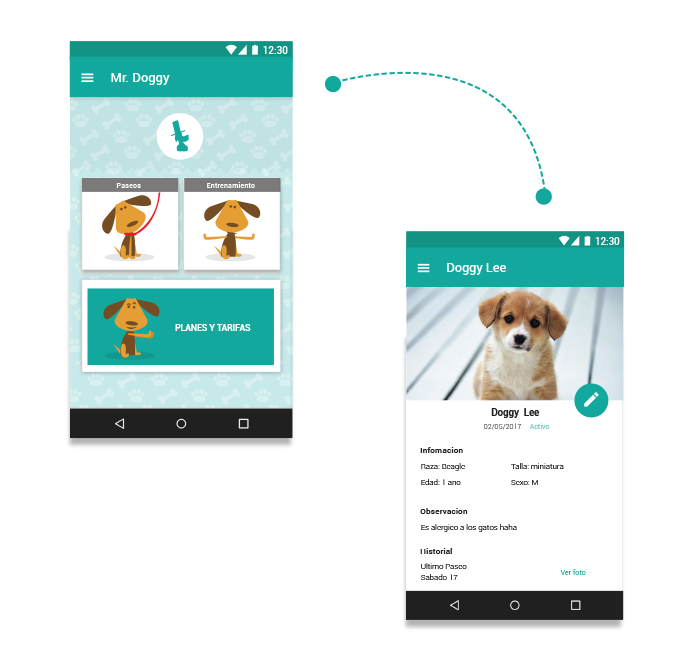 12:30
Mr. Doggy
Paseos
Entrenamiento
PLANES Y TARIFAS
12:30
Doggy Lee
Doggy Lee
02/05/2017 Activo
Infomacion
Raza: Beagle Talla: miniatura
Edad: 1 ano Sexo: M
Observacion
Es alergico a los gatos haha
Historial
Ultimo Paseo
Sabado 17
Ver foto